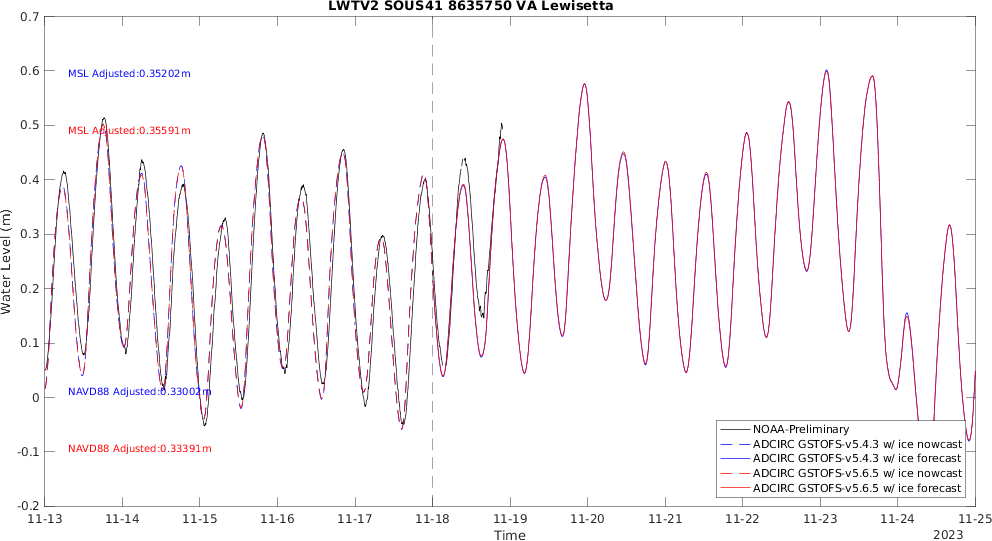 LWTV2 SOUS41 8635750 VA Lewisetta
0.7
0.6
0.5
0.4
0.3
0.2
0.1
0
-0.1
-0.2
Water Level (m)
MSL Adjusted:0.35202m
MSL Adjusted:0.35591m
NAVD88 Adjusted:0.33002m
NAVD88 Adjusted:0.33391m
NOAA-Preliminary
ADCIRC GSTOFS-v5.4.3 w/ ice nowcast
ADCIRC GSTOFS-v5.4.3 w/ ice forecast
ADCIRC GSTOFS-v5.6.5 w/ ice nowcast
ADCIRC GSTOFS-v5.6.5 w/ ice forecast
11-13 11-14 11-15 11-16 11-17 11-18 11-19 11-20 11-21 11-22 11-23 11-24 11-25
Time
2023